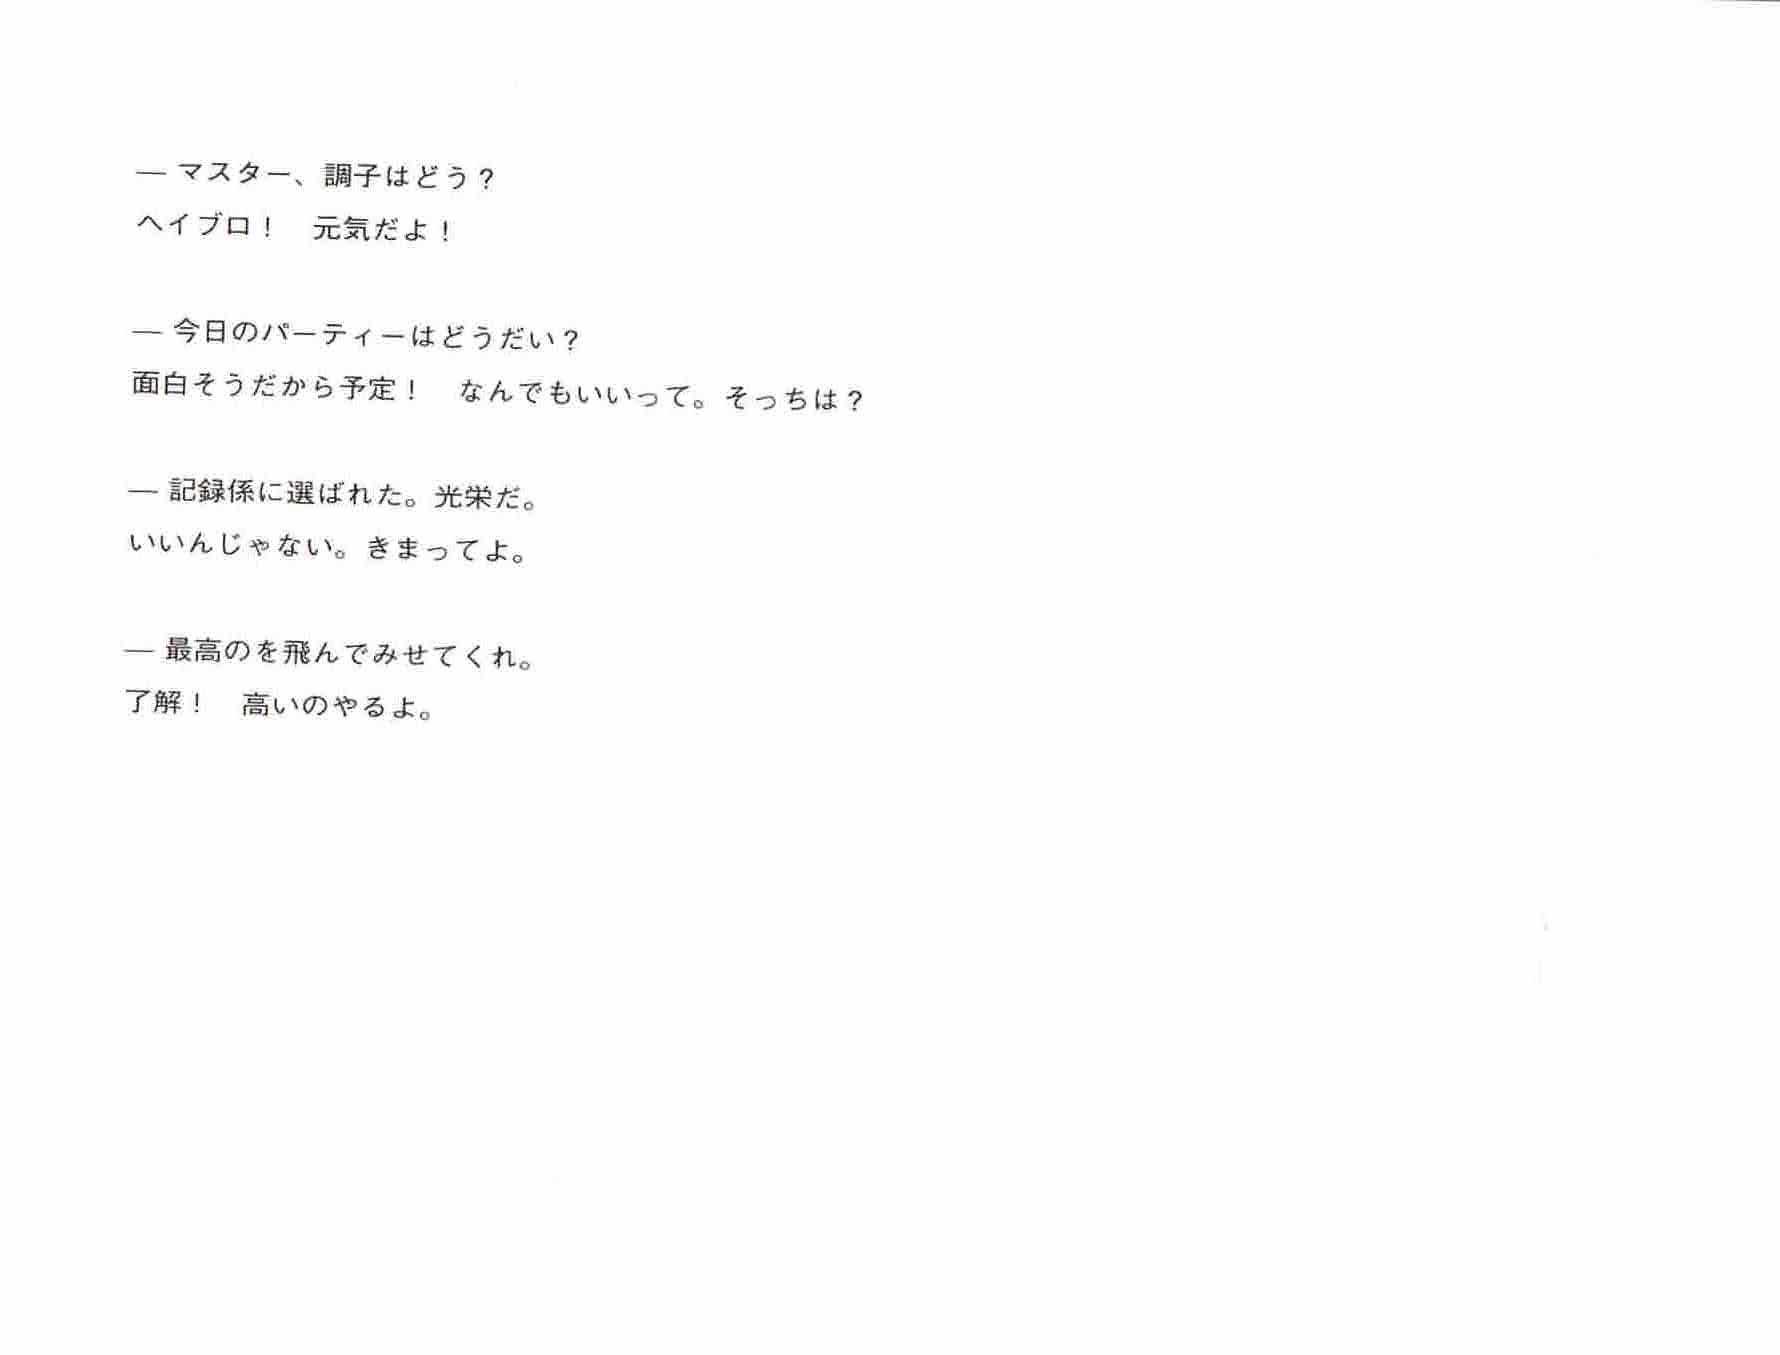 ― マスター、調子はどう？
ヘイブロ！　元気だよ！
― 今日のパーティーはどうだい？
面白そうだから予定！　なんでもいいって。そっちは？
― 記録係に選ばれた。光栄だ。
いいんじゃない。きまってよ。
― 最高のを飛んでみせてくれ。
了解！　高いのやるよ。